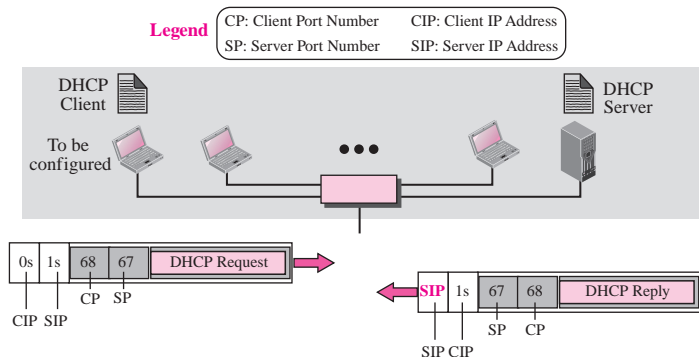 Legend
CP: Client Port Number CIP: Client IP Address
SP: Server Port Number SIP: Server IP Address
DHCP
Client
DHCP
Server
To be
configured
0s 1s 68 67 DHCP Request
CP SP
CIP SIP
SIP 1s 67 68 DHCP Reply
SP CP
SIP CIP